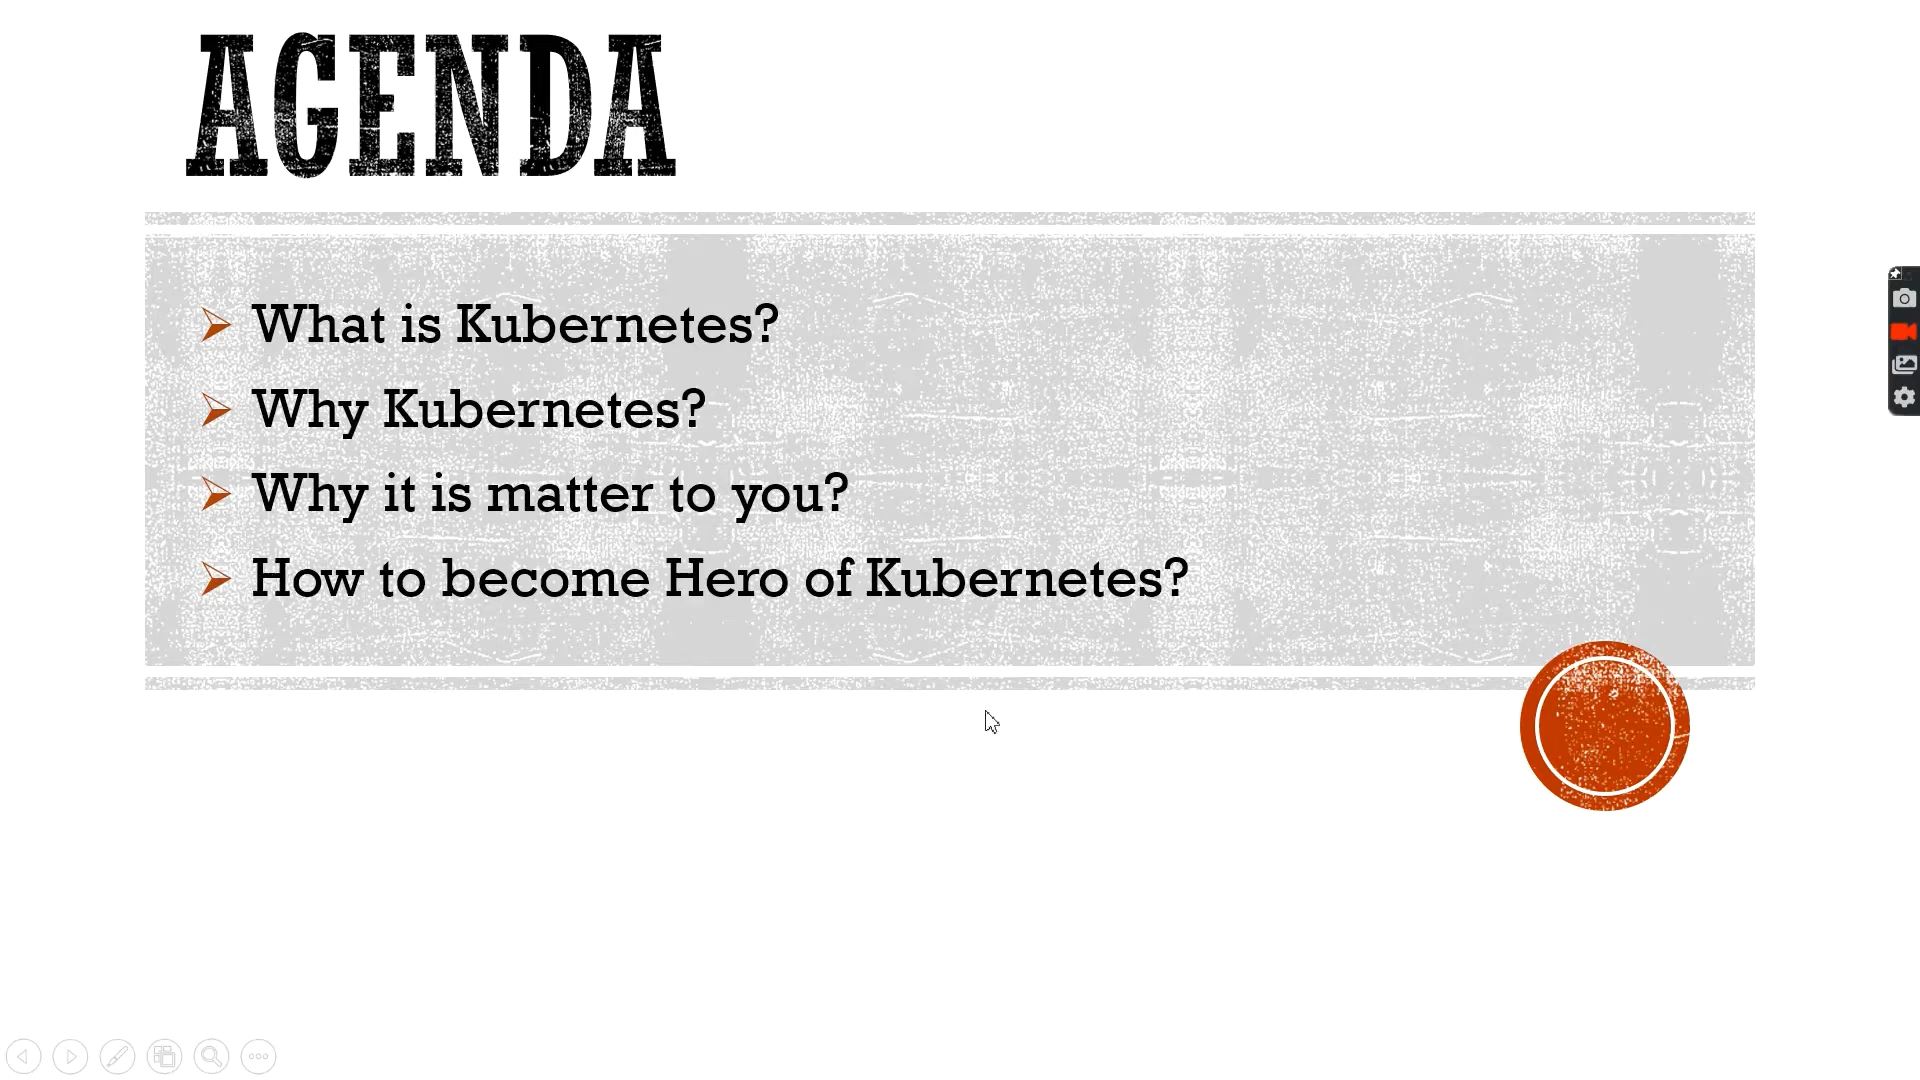 AGENDA
What is Kubernetes?
Why Kubernetes?
Why it is matter to you?
How to become Hero of Kubernetes?